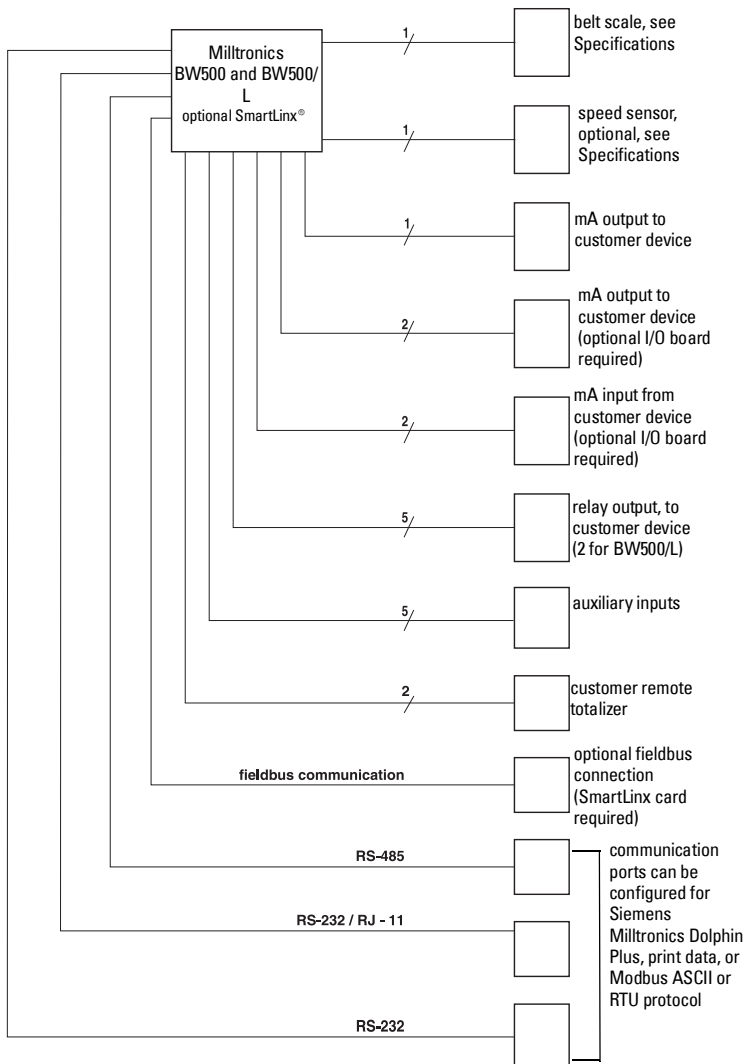 Milltronics
BW500 and BW500/
L
optional SmartLinx®
1
belt scale, see
Specifications
1
speed sensor,
optional, see
Specifications
1
mA output to
customer device
2
mA output to
customer device
(optional I/O board
required)
2
mA input from
customer device
(optional I/O board
required)
5
relay output, to
customer device
(2 for BW500/L)
5
auxiliary inputs
2
customer remote
totalizer
fieldbus communication
optional fieldbus
connection
(SmartLinx card
required)
RS-485
RS-232 / RJ - 11
RS-232
communication
ports can be
configured for
Siemens
Milltronics Dolphin
Plus, print data, or
Modbus ASCII or
RTU protocol